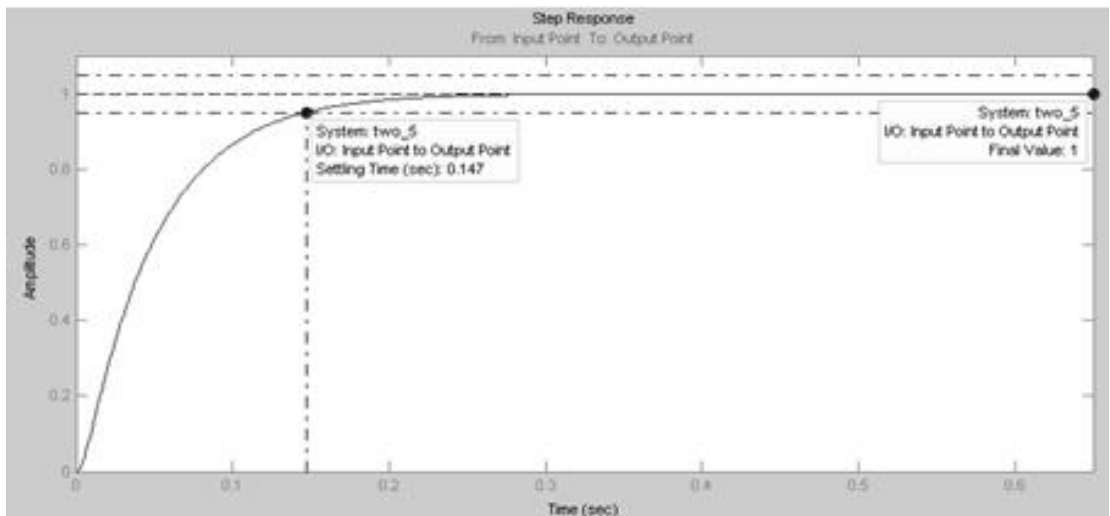 Step Response
From: Input Point To: Output Point
Amplitude
1
0.8
0.6
0.4
0.2
0
System: two_5
I/O: Input Point to Output Point
Settling Time (sec): 0.147
System: two_5
I/O: Input Point to Output Point
Final Value: 1
0
0.1
0.2
0.3
0.4
0.5
0.6
Time (sec)